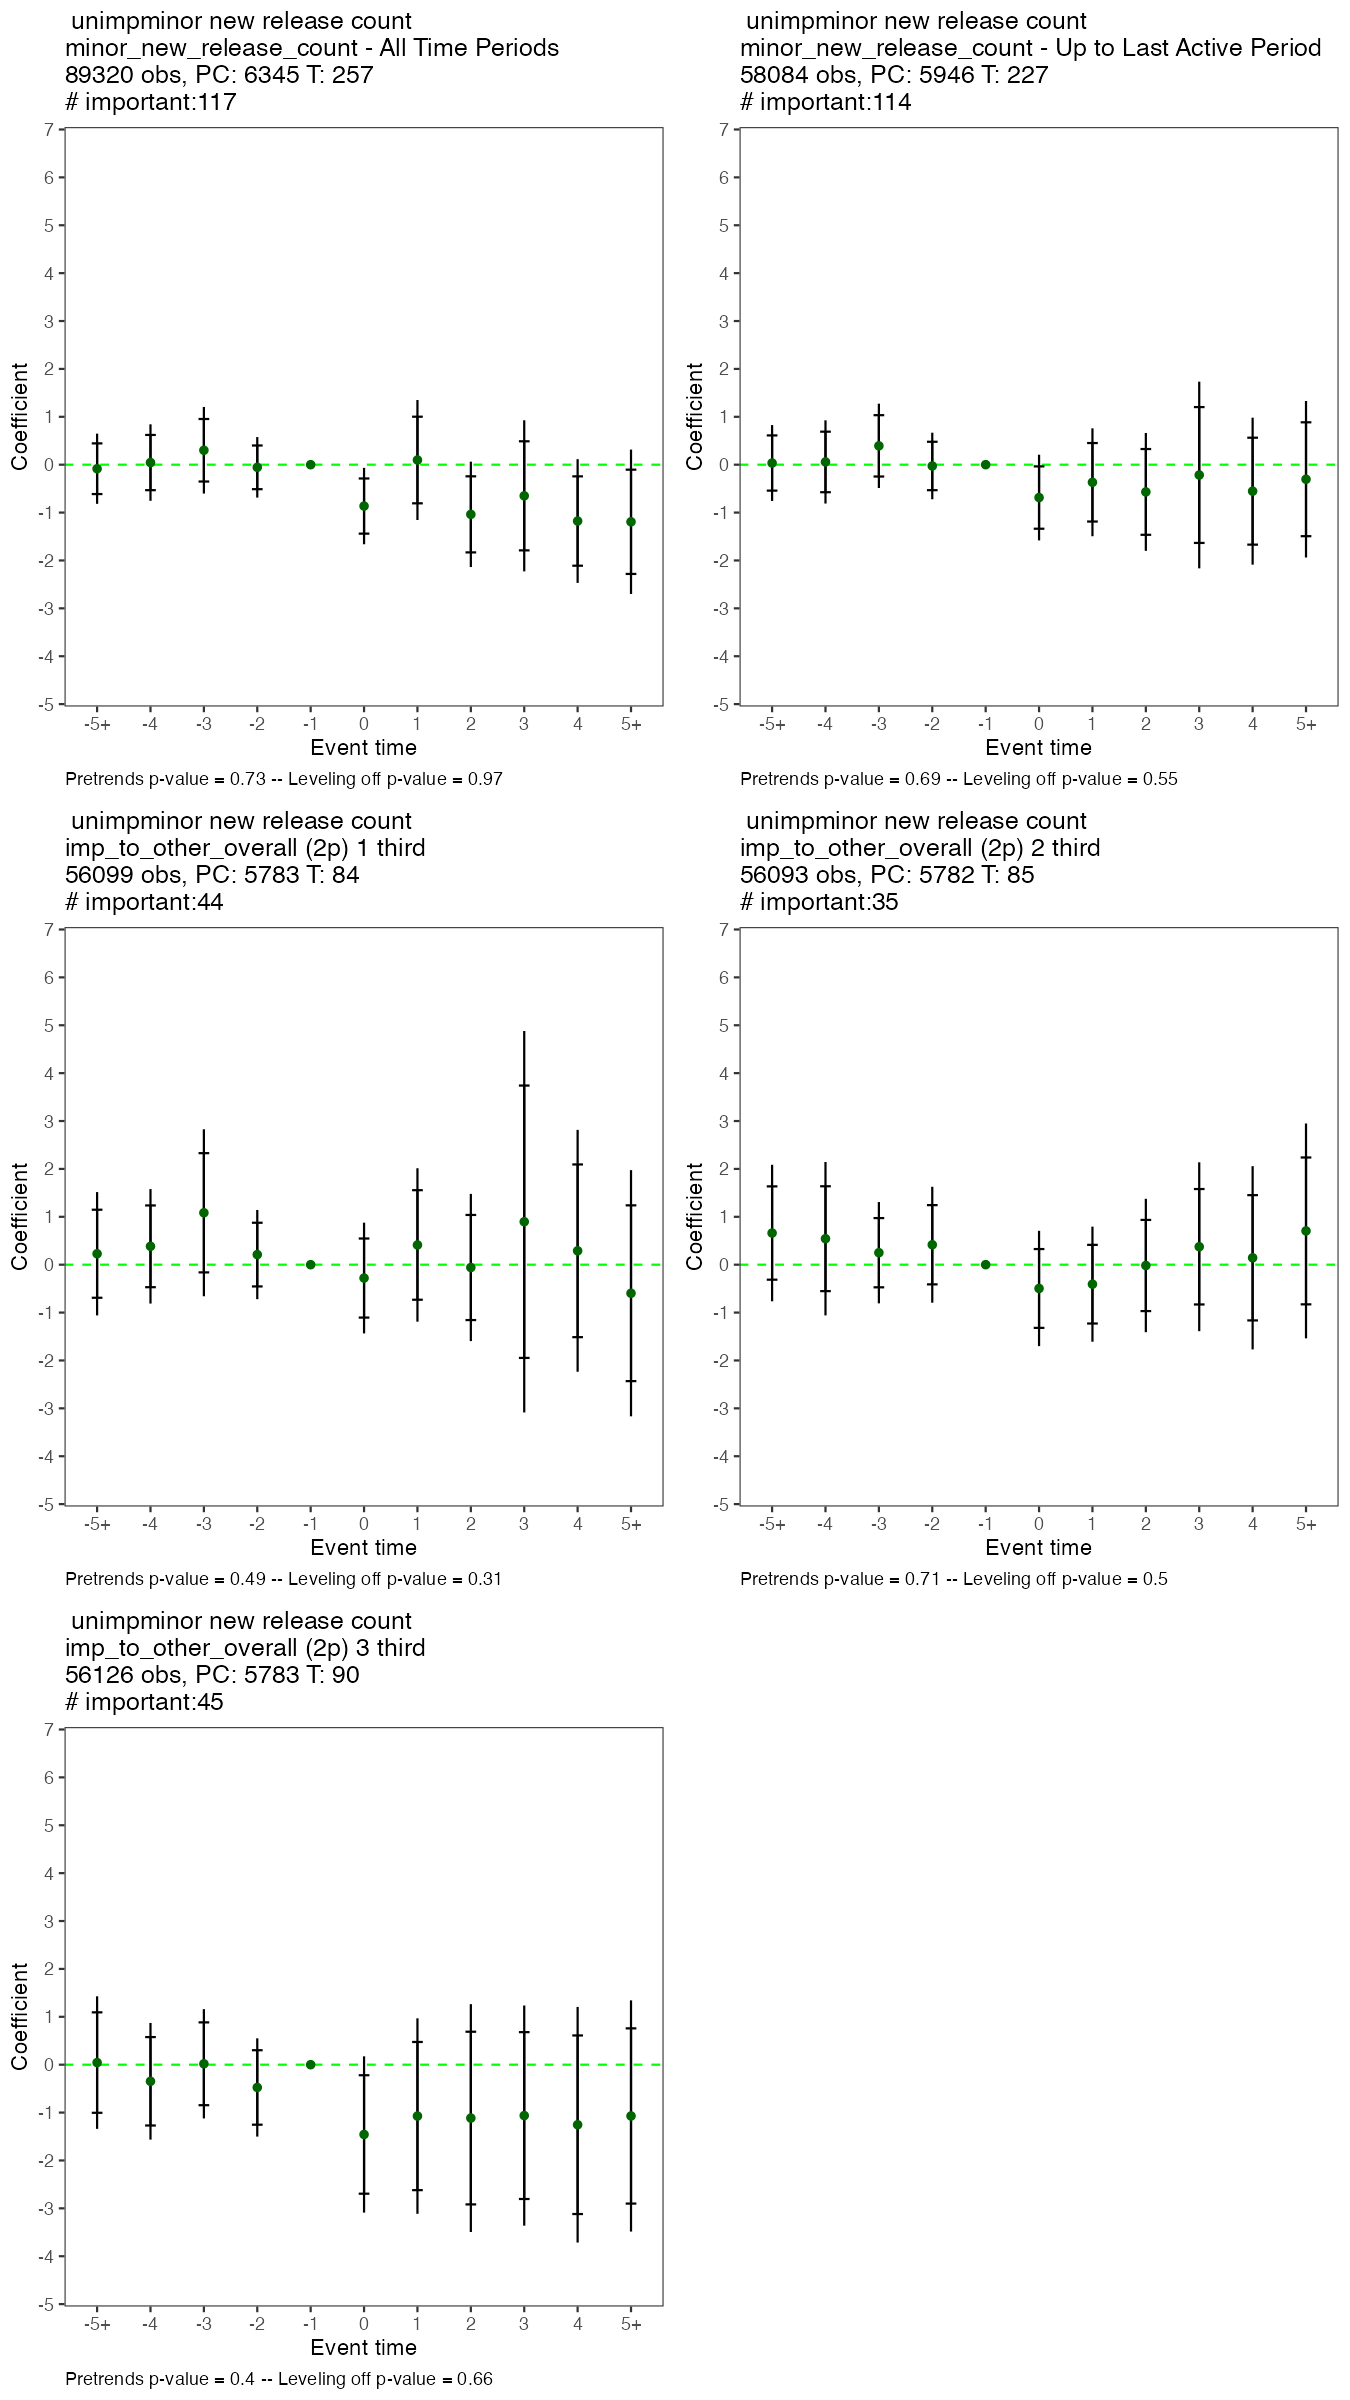 unimpminor new release count
minor_new_release_count - All Time Periods
89320 obs, PC: 6345 T: 257
# important:117
7
6
5
4
3
2
1
0
-1
-2
-3
-4
-5
Coefficient
-5+ -4 -3 -2 -1 0 1 2 3 4 5+
Event time
Pretrends p-value = 0.73 -- Leveling off p-value = 0.97
unimpminor new release count
minor_new_release_count - Up to Last Active Period
58084 obs, PC: 5946 T: 227
# important:114
7
6
5
4
3
2
1
0
-1
-2
-3
-4
-5
Coefficient
-5+ -4 -3 -2 -1 0 1 2 3 4 5+
Event time
Pretrends p-value = 0.69 -- Leveling off p-value = 0.55
unimpminor new release count
imp_to_other_overall (2p) 1 third
56099 obs, PC: 5783 T: 84
# important:44
7
6
5
4
3
2
1
0
-1
-2
-3
-4
-5
Coefficient
-5+ -4 -3 -2 -1 0 1 2 3 4 5+
Event time
Pretrends p-value = 0.49 -- Leveling off p-value = 0.31
unimpminor new release count
imp_to_other_overall (2p) 2 third
56093 obs, PC: 5782 T: 85
# important:35
7
6
5
4
3
2
1
0
-1
-2
-3
-4
-5
Coefficient
-5+ -4 -3 -2 -1 0 1 2 3 4 5+
Event time
Pretrends p-value = 0.71 -- Leveling off p-value = 0.5
unimpminor new release count
imp_to_other_overall (2p) 3 third
56126 obs, PC: 5783 T: 90
# important:45
7
6
5
4
3
2
1
0
-1
-2
-3
-4
-5
Coefficient
-5+ -4 -3 -2 -1 0 1 2 3 4 5+
Event time
Pretrends p-value = 0.4 -- Leveling off p-value = 0.66